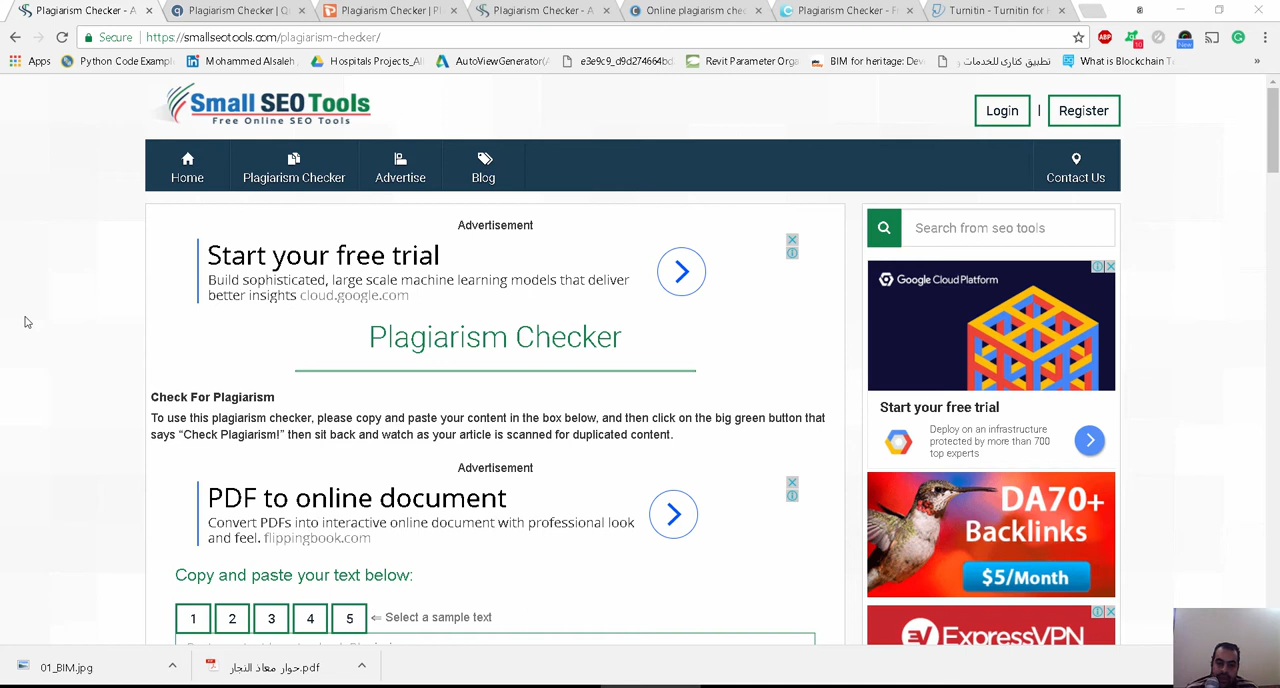 Plagiarism Checker - A
Plagiarism Checker | Q
Plagiarism Checker | Pl
Plagiarism Checker - A
Online plagiarism che
Plagiarism Checker - Fr
Turnitin - Turnitin for
Secure
https://smallseotools.com/plagiarism-checker/
ABP
10
New
Apps
Python Code Exampl
Mohammed Alsaleh
Hospitals Projects_Al
AutoViewGenerator(A
e3e9c9_d9d274664bd
Revit Parameter Orga
BIM for heritage: Dev
تطبيق كنارى للخدمات و
What is Blockchain T
»
Small SEO Tools
Free Online SEO Tools
Login | Register
Home
Plagiarism Checker
Advertise
Blog
Contact Us
Advertisement
Start your free trial
Build sophisticated, large scale machine learning models that deliver
better insights cloud.google.com
Plagiarism Checker
Check For Plagiarism
To use this plagiarism checker, please copy and paste your content in the box below, and then click on the big green button that
says “Check Plagiarism!” then sit back and watch as your article is scanned for duplicated content.
Advertisement
PDF to online document
Convert PDFs into interactive online document with professional look
and feel. flippingbook.com
Copy and paste your text below:
1 2 3 4 5 ⇐ Select a sample text
Search from seo tools
Google Cloud Platform
Start your free trial
Deploy on an infrastructure
protected by more than 700
top experts
DA70+
Backlinks
$5/Month
ExpressVPN
01_BIM.jpg
حوار معاذ النجار.pdf